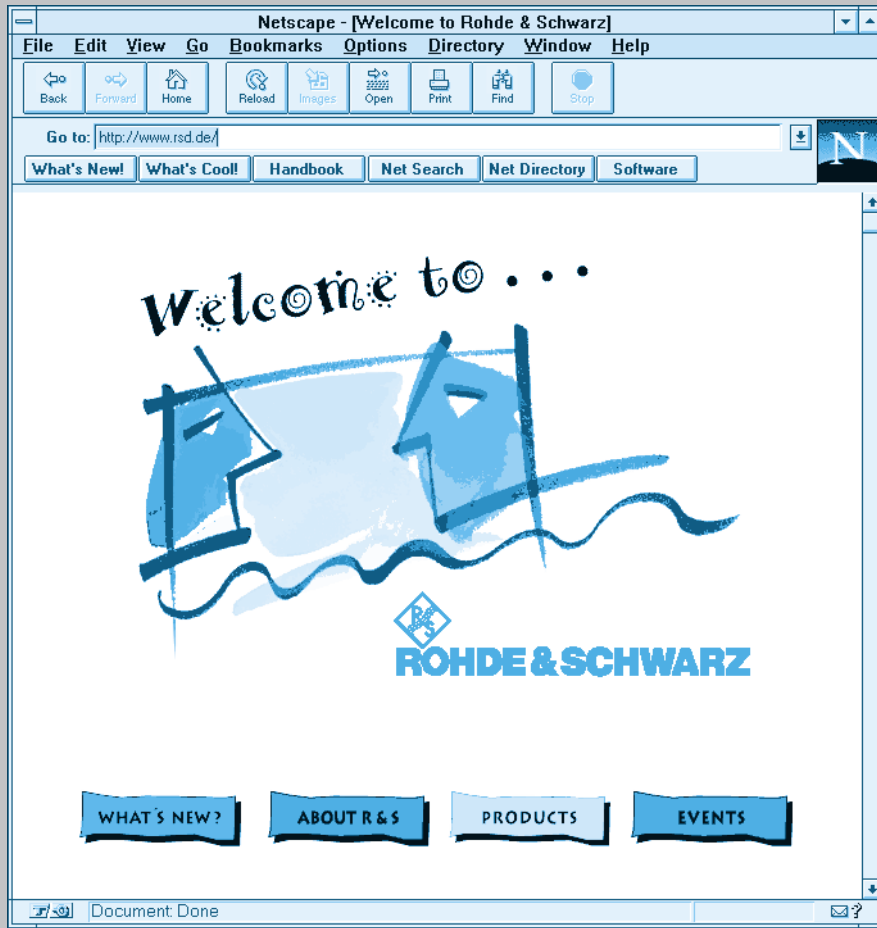 Netscape - [Welcome to Rohde & Schwarz]
File Edit View Go Bookmarks Options Directory Window Help
Back Forward Home Reload Images Open Print Find Stop
Go to: http://www.rsd.de/
N
What's New! What's Cool! Handbook Net Search Net Directory Software
Welcome to . . .
R&S
ROHDE & SCHWARZ
WHAT´S NEW? ABOUT R & S PRODUCTS EVENTS
Document: Done
?